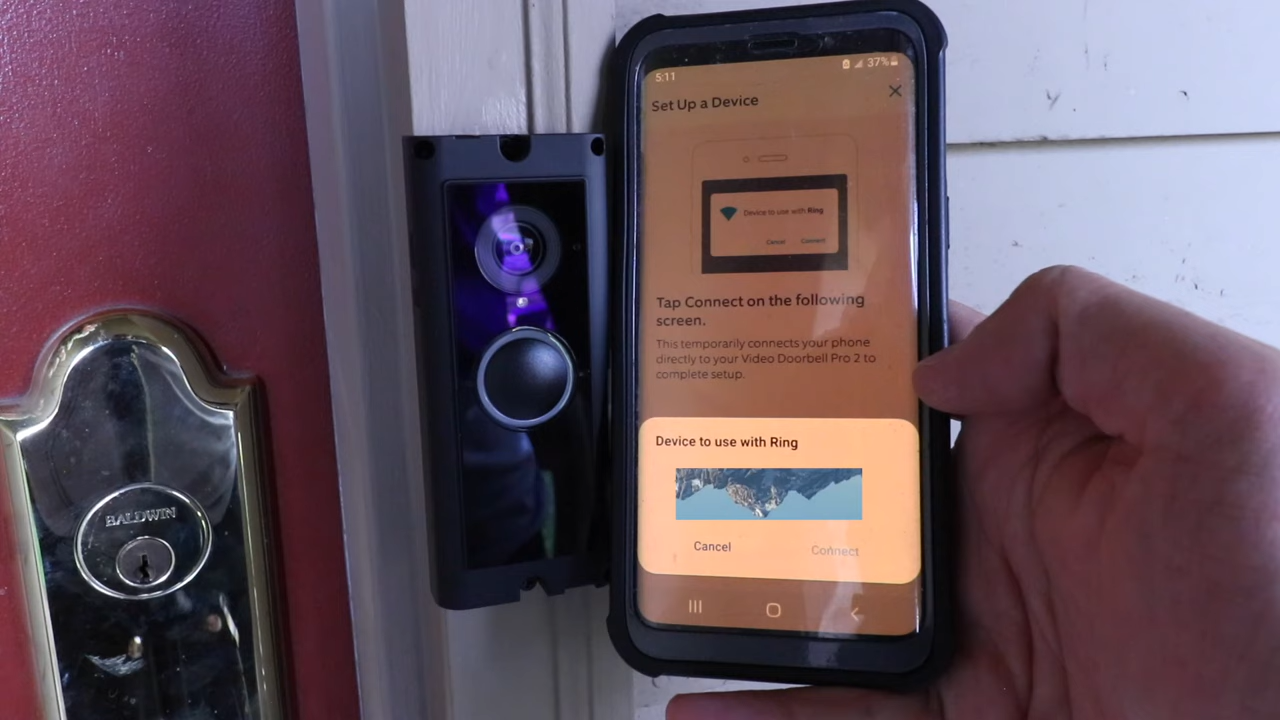 BALDWIN
5:11
37%
Set Up a Device
Device to use with Ring
Cancel Connect
Tap Connect on the following
screen.
This temporarily connects your phone
directly to your Video Doorbell Pro 2 to
complete setup.
Device to use with Ring
Cancel Connect